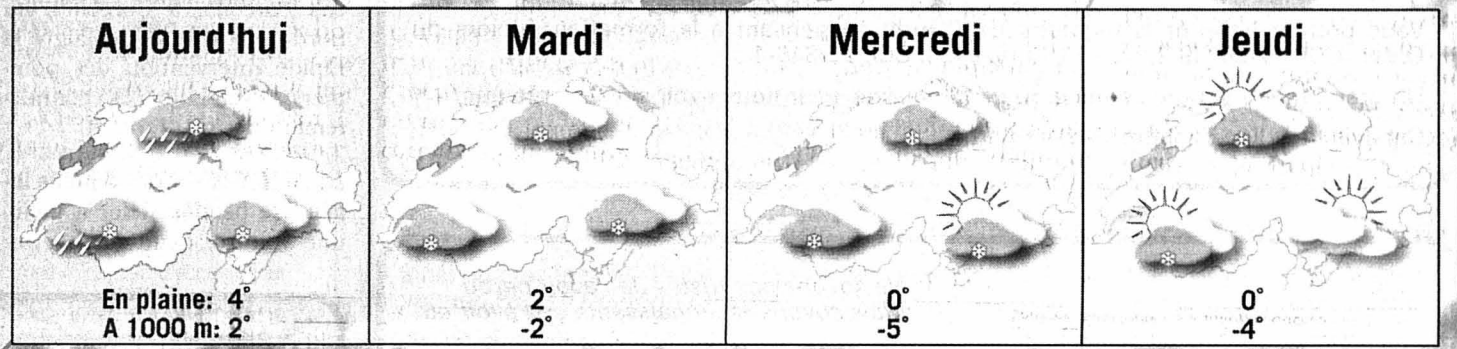 Aujourd'hui
En plaine: 4°
A 1000 m: 2°
Mardi
2°
-2°
Mercredi
0°
-5°
Jeudi
0°
-4°